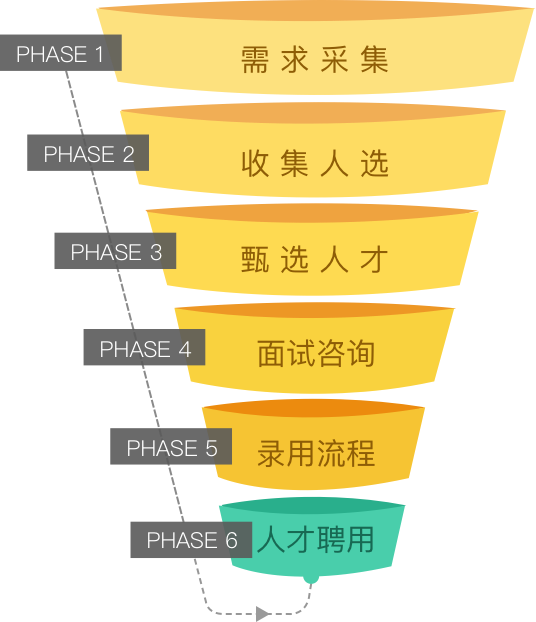 PHASE 1
需求采集
PHASE 2
收集人选
PHASE 3
甄选人才
PHASE 4
面试咨询
PHASE 5
录用流程
PHASE 6
人才聘用